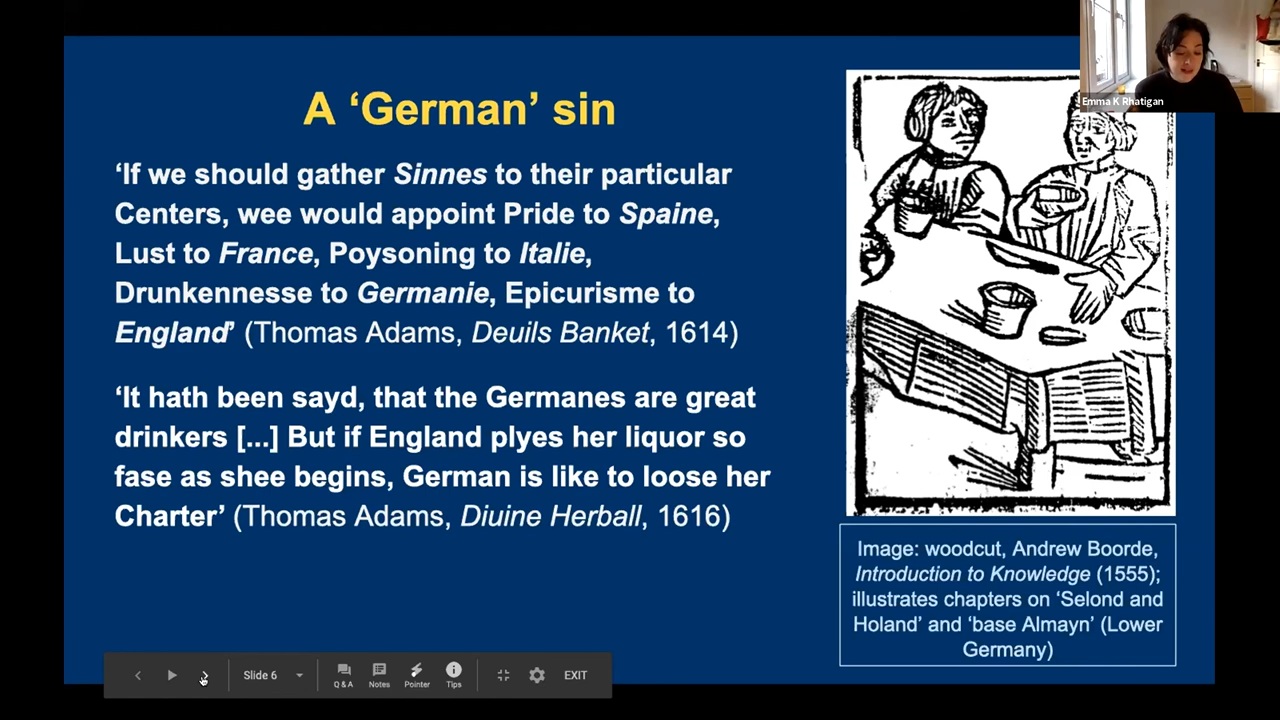 Emma K Rhatigan
A ‘German’ sin
‘If we should gather Sinnes to their particular
Centers, wee would appoint Pride to Spaine,
Lust to France, Poysoning to Italie,
Drunkennesse to Germanie, Epicurisme to
England’ (Thomas Adams, Deuils Banket, 1614)
‘It hath been sayd, that the Germanes are great
drinkers [...] But if England plyes her liquor so
fase as shee begins, German is like to loose her
Charter’ (Thomas Adams, Diuine Herball, 1616)
Image: woodcut, Andrew Boorde,
Introduction to Knowledge (1555);
illustrates chapters on ‘Selond and
Holand’ and ‘base Almayn’ (Lower
Germany)
Slide 6
Q & A
Notes
Pointer
Tips
EXIT